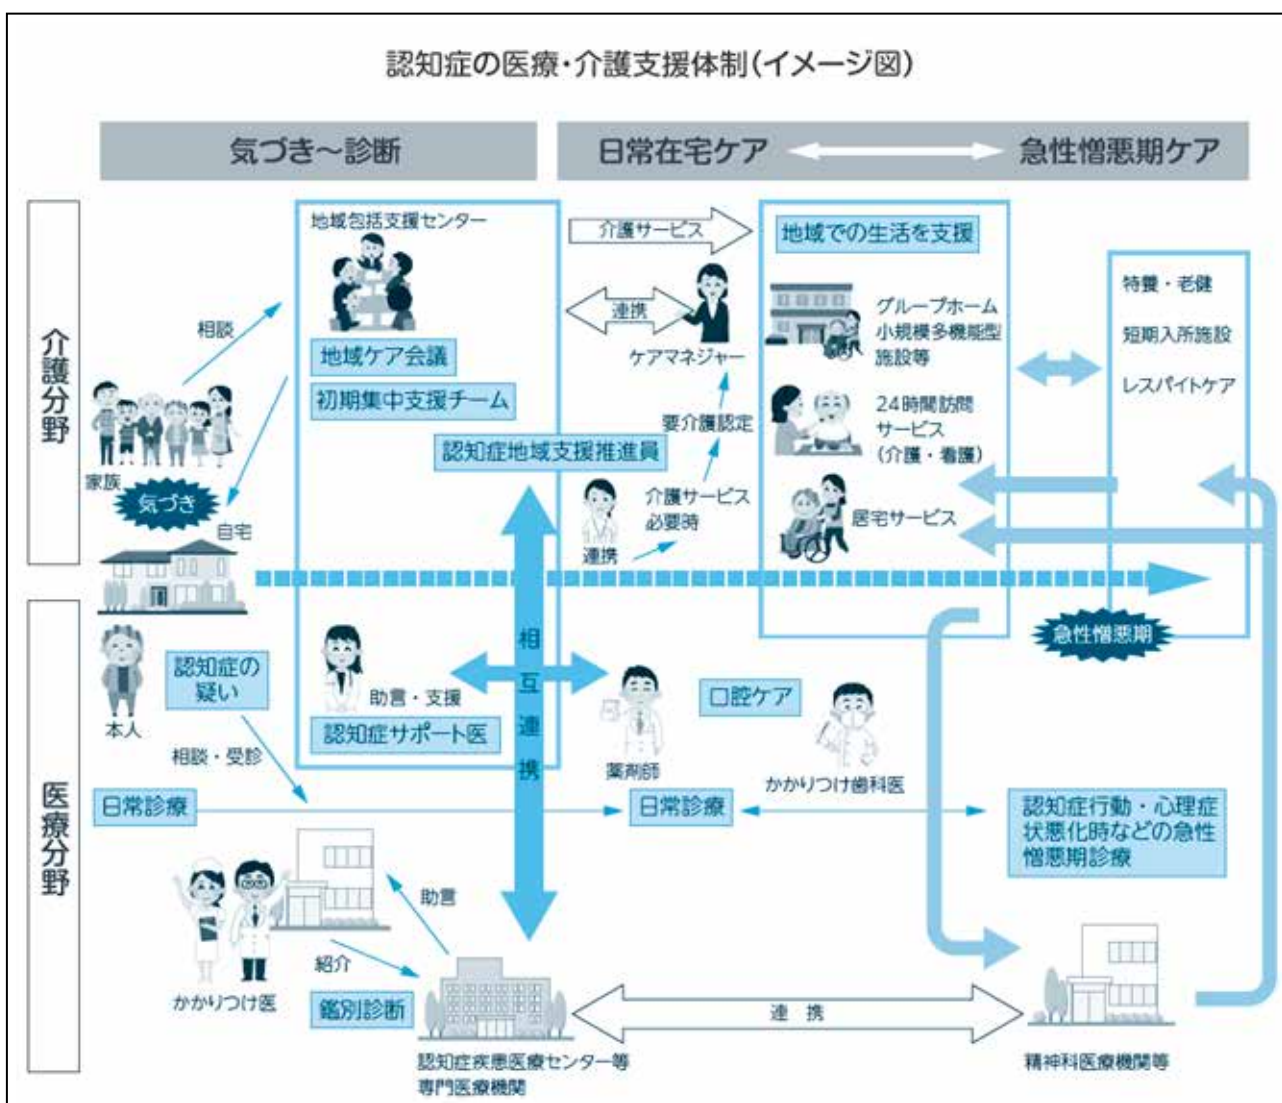 認知症の医療・介護支援体制(イメージ図)
気づき～診断
日常在宅ケア
急性憎悪期ケア
介護分野
地域包括支援センター
地域ケア会議
初期集中支援チーム
認知症地域支援推進員
相談
家族
気づき
自宅
介護サービス
連携
ケアマネジャー
要介護認定
介護サービス
必要時
連携
地域での生活を支援
グループホーム
小規模多機能型
施設等
24時間訪問
サービス
(介護・看護)
居宅サービス
特養・老健
短期入所施設
レスパイトケア
急性憎悪期
医療分野
本人
認知症の
疑い
相談・受診
助言・支援
認知症サポート医
相互連携
薬剤師
口腔ケア
かかりつけ歯科医
日常診療
日常診療
認知症行動・心理症
状悪化時などの急性
憎悪期診療
かかりつけ医
助言
紹介
鑑別診断
認知症疾患医療センター等
専門医療機関
連携
精神科医療機関等